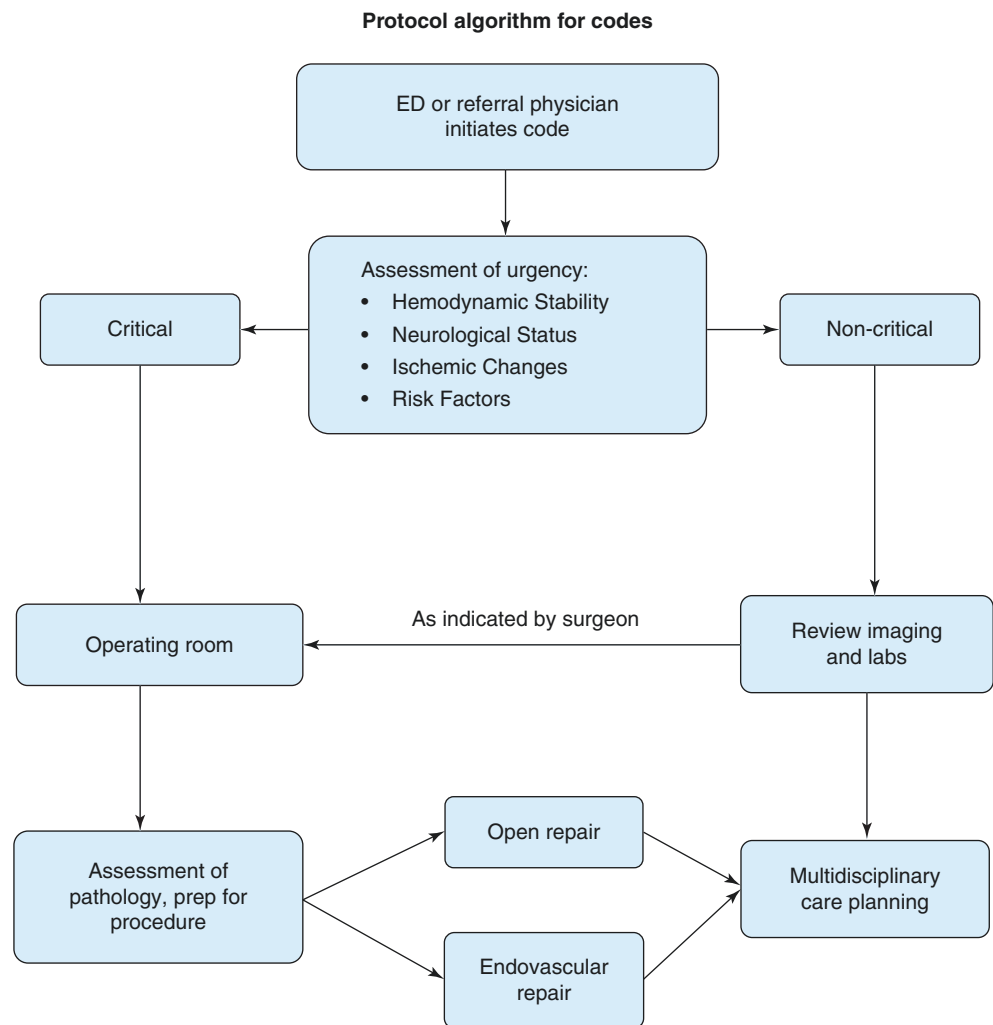 Protocol algorithm for codes
ED or referral physician
initiates code
Assessment of urgency:
• Hemodynamic Stability
• Neurological Status
• Ischemic Changes
• Risk Factors
Critical
Non-critical
As indicated by surgeon
Operating room
Review imaging
and labs
Open repair
Assessment of
pathology, prep for
procedure
Multidisciplinary
care planning
Endovascular
repair